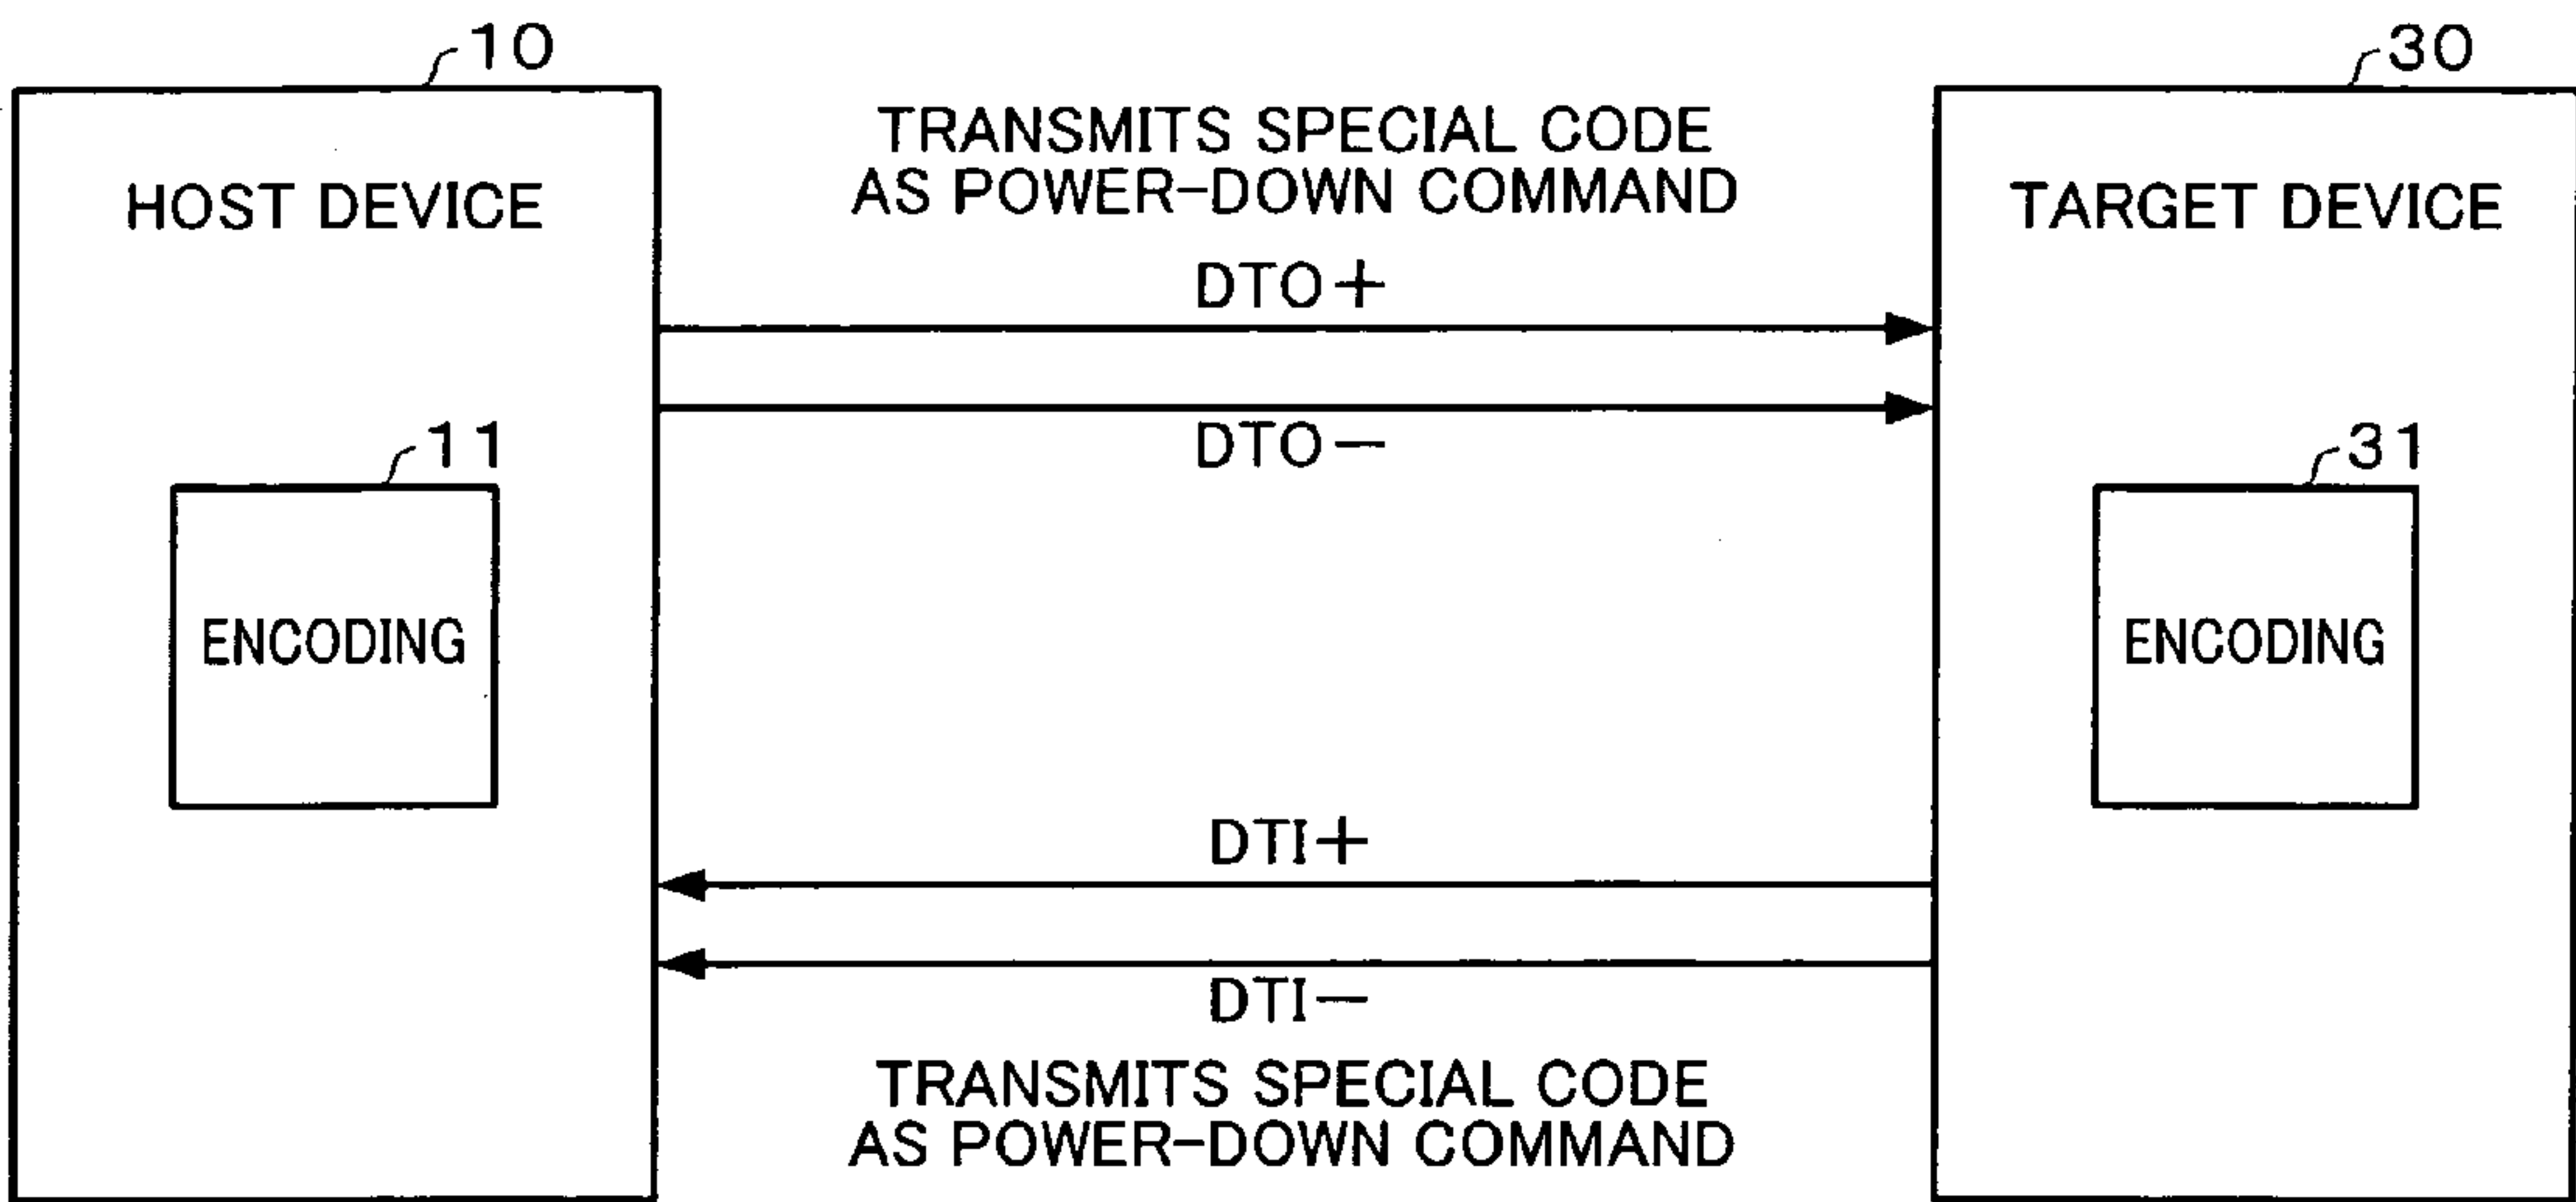 10
HOST DEVICE
11
ENCODING
TRANSMITS SPECIAL CODE
AS POWER-DOWN COMMAND
DTO+
DTO−
DTI+
DTI−
TRANSMITS SPECIAL CODE
AS POWER-DOWN COMMAND
30
TARGET DEVICE
31
ENCODING